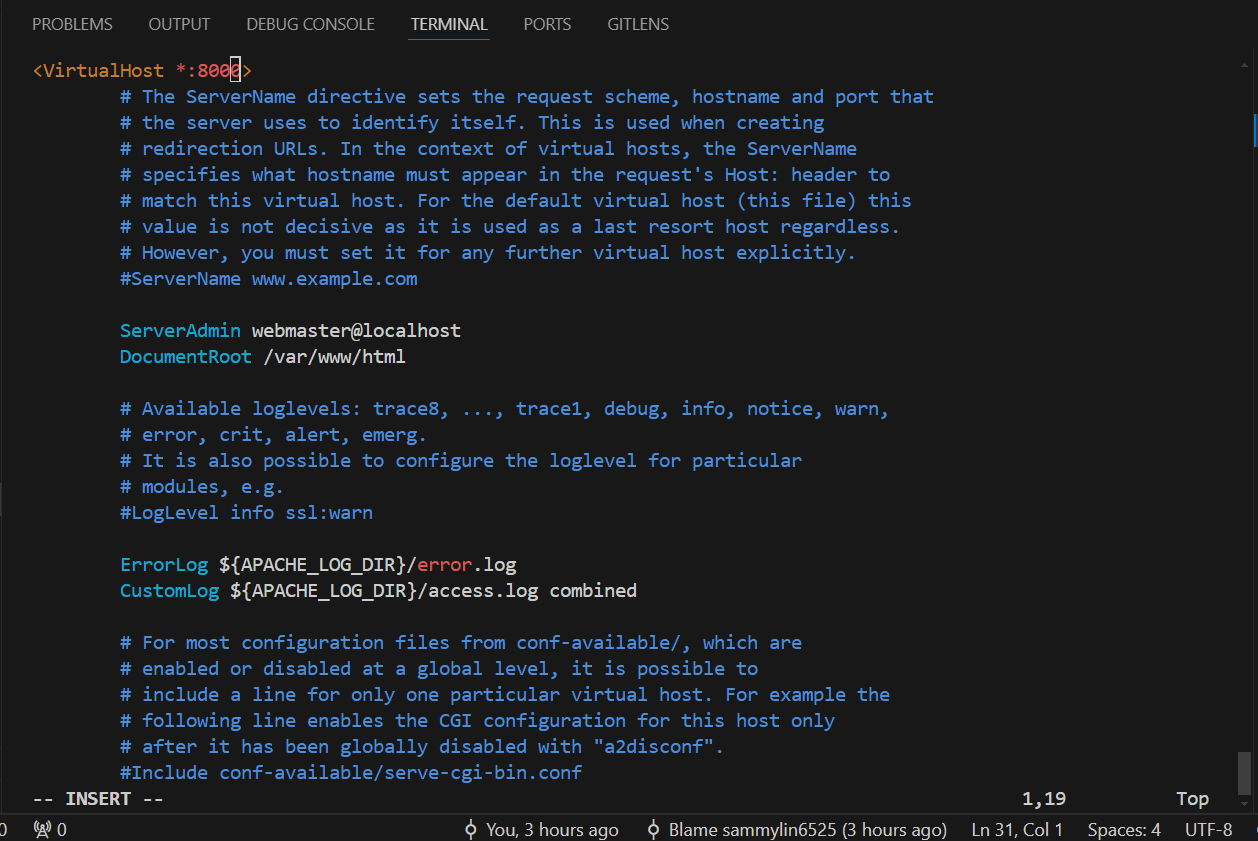 PROBLEMS OUTPUT DEBUG CONSOLE TERMINAL PORTS GITLENS
<VirtualHost *:8000>
# The ServerName directive sets the request scheme, hostname and port that
# the server uses to identify itself. This is used when creating
# redirection URLs. In the context of virtual hosts, the ServerName
# specifies what hostname must appear in the request's Host: header to
# match this virtual host. For the default virtual host (this file) this
# value is not decisive as it is used as a last resort host regardless.
# However, you must set it for any further virtual host explicitly.
#ServerName www.example.com
ServerAdmin webmaster@localhost
DocumentRoot /var/www/html
# Available loglevels: trace8, ..., trace1, debug, info, notice, warn,
# error, crit, alert, emerg.
# It is also possible to configure the loglevel for particular
# modules, e.g.
#LogLevel info ssl:warn
ErrorLog ${APACHE_LOG_DIR}/error.log
CustomLog ${APACHE_LOG_DIR}/access.log combined
# For most configuration files from conf-available/, which are
# enabled or disabled at a global level, it is possible to
# include a line for only one particular virtual host. For example the
# following line enables the CGI configuration for this host only
# after it has been globally disabled with "a2disconf".
#Include conf-available/serve-cgi-bin.conf
-- INSERT -- 1,19 Top
0 0 You, 3 hours ago Blame sammylin6525 (3 hours ago) Ln 31, Col 1 Spaces: 4 UTF-8